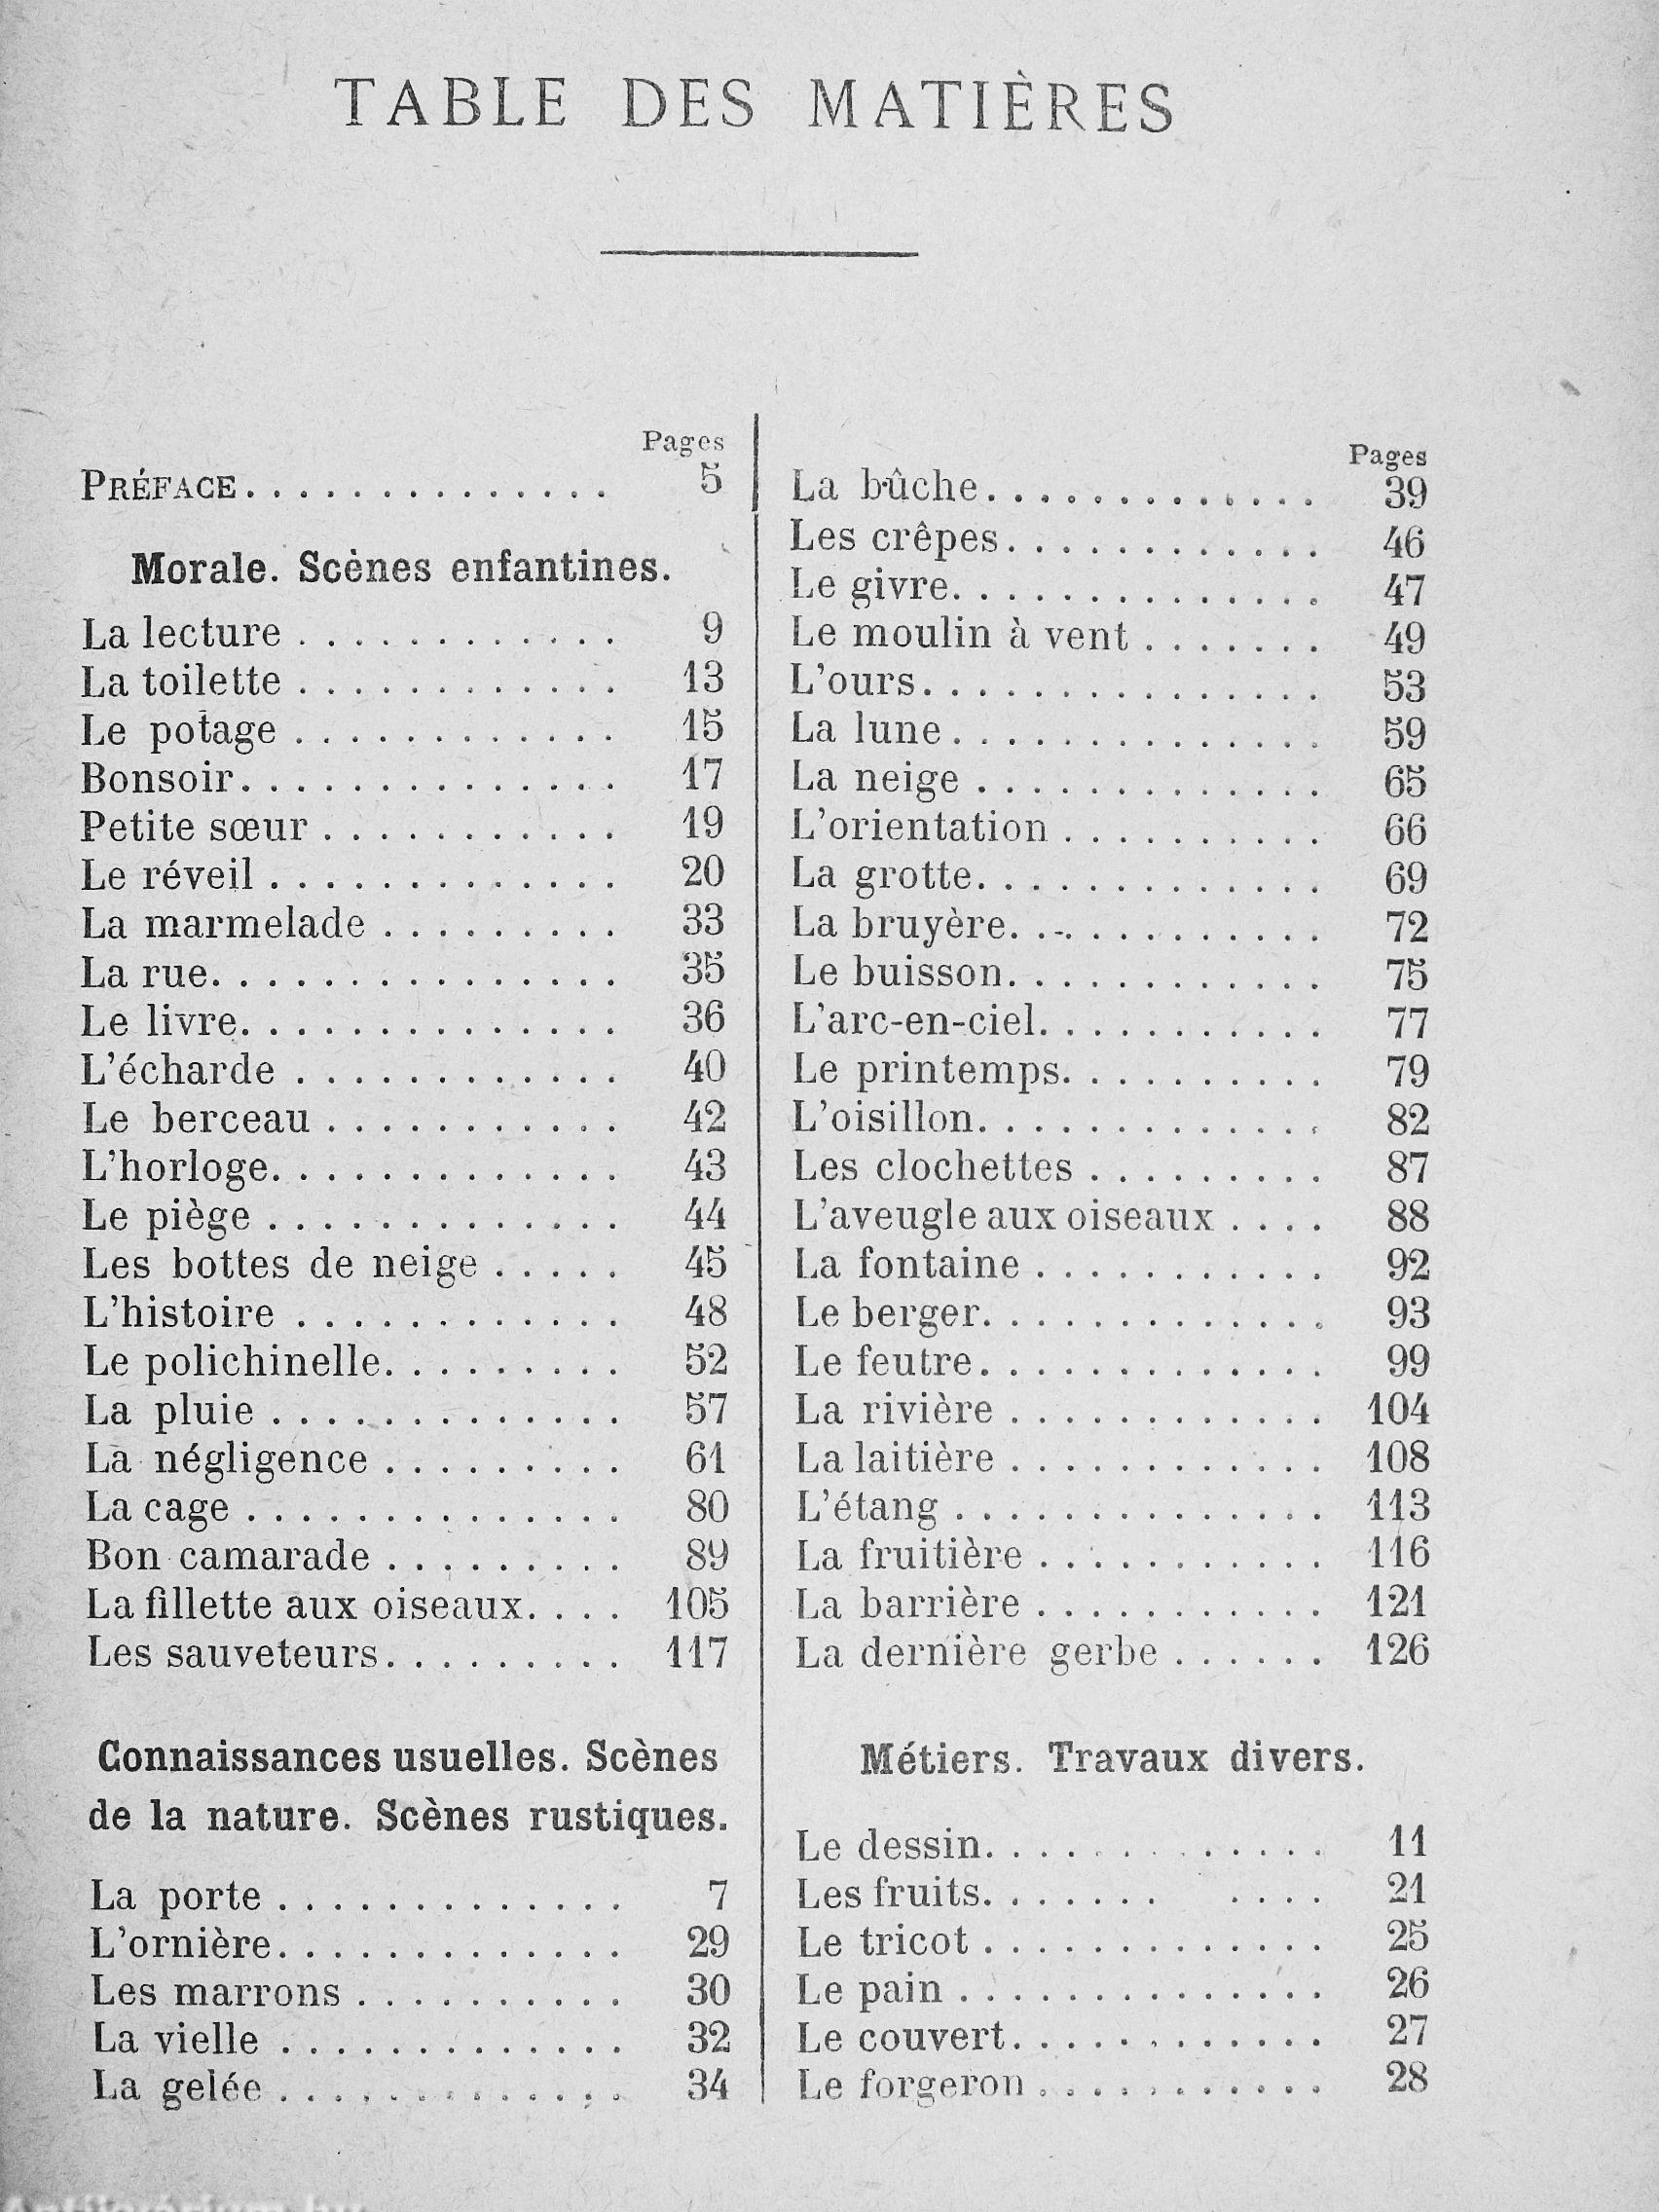 TABLE DES MATIÈRES
Pages
PRÉFACE. . . . . . . . . . . . . . 5
Morale. Scènes enfantines.
La lecture . . . . . . . . . . . . 9
La toilette . . . . . . . . . . . . 13
Le potage . . . . . . . . . . . . 15
Bonsoir. . . . . . . . . . . . . . 17
Petite sœur . . . . . . . . . . . 19
Le réveil . . . . . . . . . . . . . 20
La marmelade . . . . . . . . . 33
La rue. . . . . . . . . . . . . . . 35
Le livre. . . . . . . . . . . . . . 36
L'écharde . . . . . . . . . . . . 40
Le berceau . . . . . . . . . . . 42
L'horloge. . . . . . . . . . . . . 43
Le piège . . . . . . . . . . . . . 44
Les bottes de neige . . . . . 45
L'histoire . . . . . . . . . . . . 48
Le polichinelle. . . . . . . . . 52
La pluie . . . . . . . . . . . . . 57
La négligence . . . . . . . . . 61
La cage . . . . . . . . . . . . . . 80
Bon camarade . . . . . . . . . 89
La fillette aux oiseaux. . . . 105
Les sauveteurs. . . . . . . . . 117
Connaissances usuelles. Scènes
de la nature. Scènes rustiques.
La porte . . . . . . . . . . . . . 7
L'ornière. . . . . . . . . . . . . 29
Les marrons . . . . . . . . . . 30
La vielle . . . . . . . . . . . . . 32
La gelée . . . . . . . . . . . . . 34
Pages
La bûche. . . . . . . . . . . . . 39
Les crêpes. . . . . . . . . . . . 46
Le givre. . . . . . . . . . . . . . 47
Le moulin à vent . . . . . . . 49
L'ours. . . . . . . . . . . . . . . 53
La lune. . . . . . . . . . . . . . 59
La neige . . . . . . . . . . . . . 65
L'orientation . . . . . . . . . . 66
La grotte. . . . . . . . . . . . . 69
La bruyère. . . . . . . . . . . . 72
Le buisson. . . . . . . . . . . . 75
L'arc-en-ciel. . . . . . . . . . . 77
Le printemps. . . . . . . . . . 79
L'oisillon. . . . . . . . . . . . . 82
Les clochettes . . . . . . . . . 87
L'aveugle aux oiseaux . . . . 88
La fontaine . . . . . . . . . . . 92
Le berger. . . . . . . . . . . . . 93
Le feutre. . . . . . . . . . . . . 99
La rivière . . . . . . . . . . . . 104
La laitière . . . . . . . . . . . . 108
L'étang . . . . . . . . . . . . . . 113
La fruitière . . . . . . . . . . . 116
La barrière . . . . . . . . . . . 121
La dernière gerbe . . . . . . 126
Métiers. Travaux divers.
Le dessin. . . . . . . . . . . . . 11
Les fruits. . . . . . . . . . . 21
Le tricot . . . . . . . . . . . . . 25
Le pain . . . . . . . . . . . . . . 26
Le couvert. . . . . . . . . . . . 27
Le forgeron . . . . . . . . . . . 28